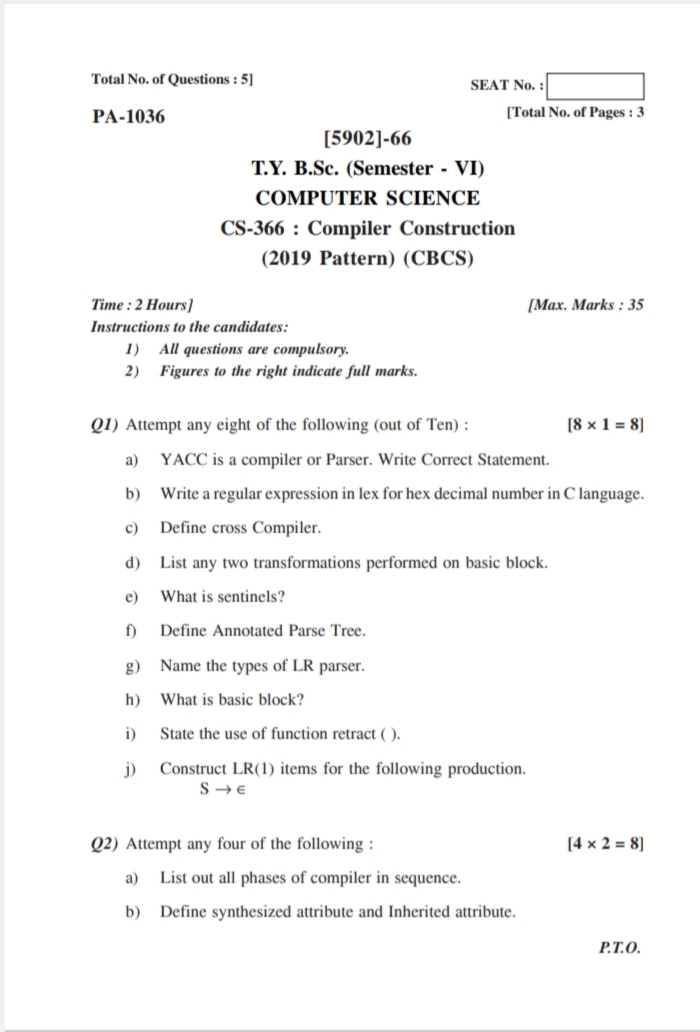 Total No. of Questions : 5]
SEAT No. :
PA-1036
[Total No. of Pages : 3
[5902]-66
T.Y. B.Sc. (Semester - VI)
COMPUTER SCIENCE
CS-366 : Compiler Construction
(2019 Pattern) (CBCS)
Time : 2 Hours]
[Max. Marks : 35
Instructions to the candidates:
1) All questions are compulsory.
2) Figures to the right indicate full marks.
Q1) Attempt any eight of the following (out of Ten) : [8 × 1 = 8]
a) YACC is a compiler or Parser. Write Correct Statement.
b) Write a regular expression in lex for hex decimal number in C language.
c) Define cross Compiler.
d) List any two transformations performed on basic block.
e) What is sentinels?
f) Define Annotated Parse Tree.
g) Name the types of LR parser.
h) What is basic block?
i) State the use of function retract ( ).
j) Construct LR(1) items for the following production.
S → ∈
Q2) Attempt any four of the following : [4 × 2 = 8]
a) List out all phases of compiler in sequence.
b) Define synthesized attribute and Inherited attribute.
P.T.O.